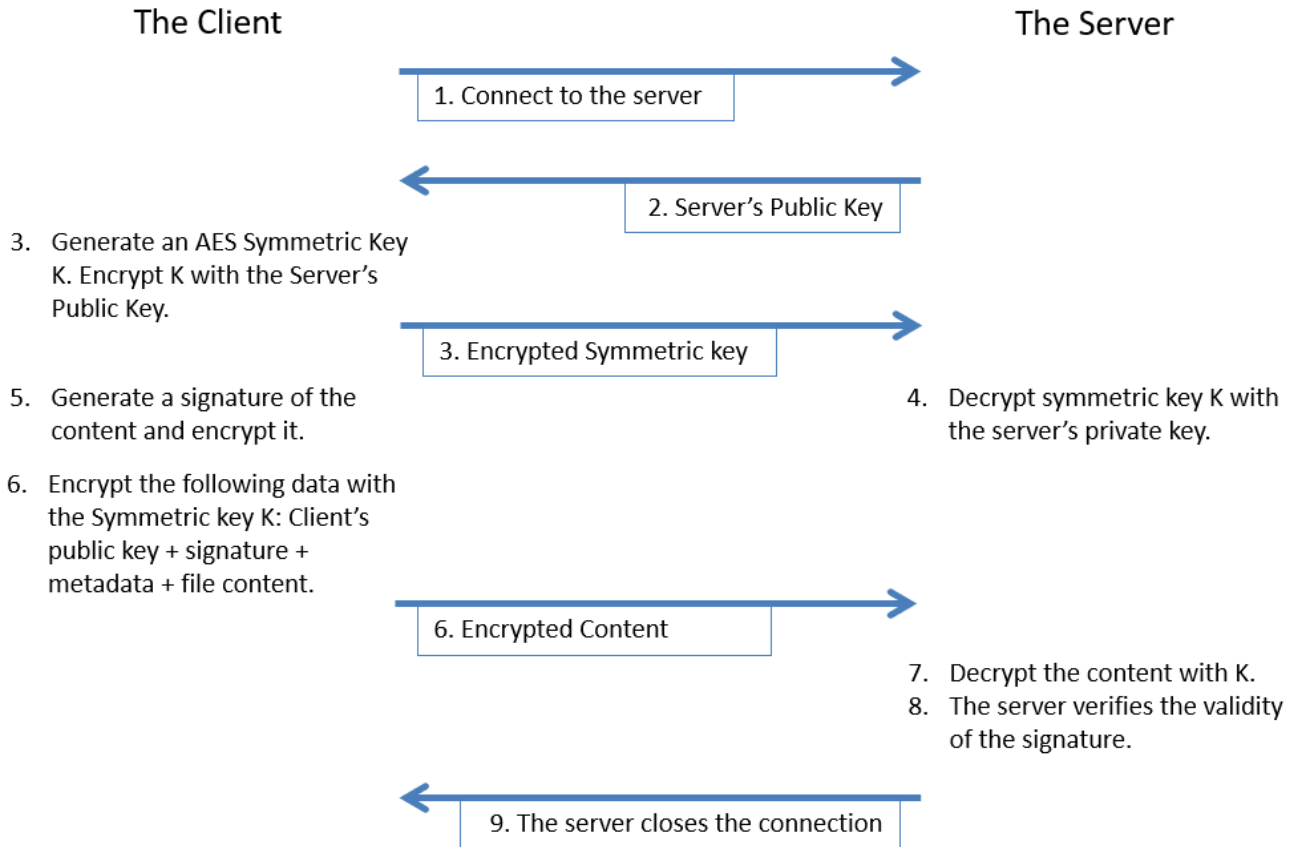 The Client
The Server
1. Connect to the server
2. Server’s Public Key
3. Generate an AES Symmetric Key
K. Encrypt K with the Server’s
Public Key.
3. Encrypted Symmetric key
5. Generate a signature of the
content and encrypt it.
4. Decrypt symmetric key K with
the server’s private key.
6. Encrypt the following data with
the Symmetric key K: Client’s
public key + signature +
metadata + file content.
6. Encrypted Content
7. Decrypt the content with K.
8. The server verifies the validity
of the signature.
9. The server closes the connection